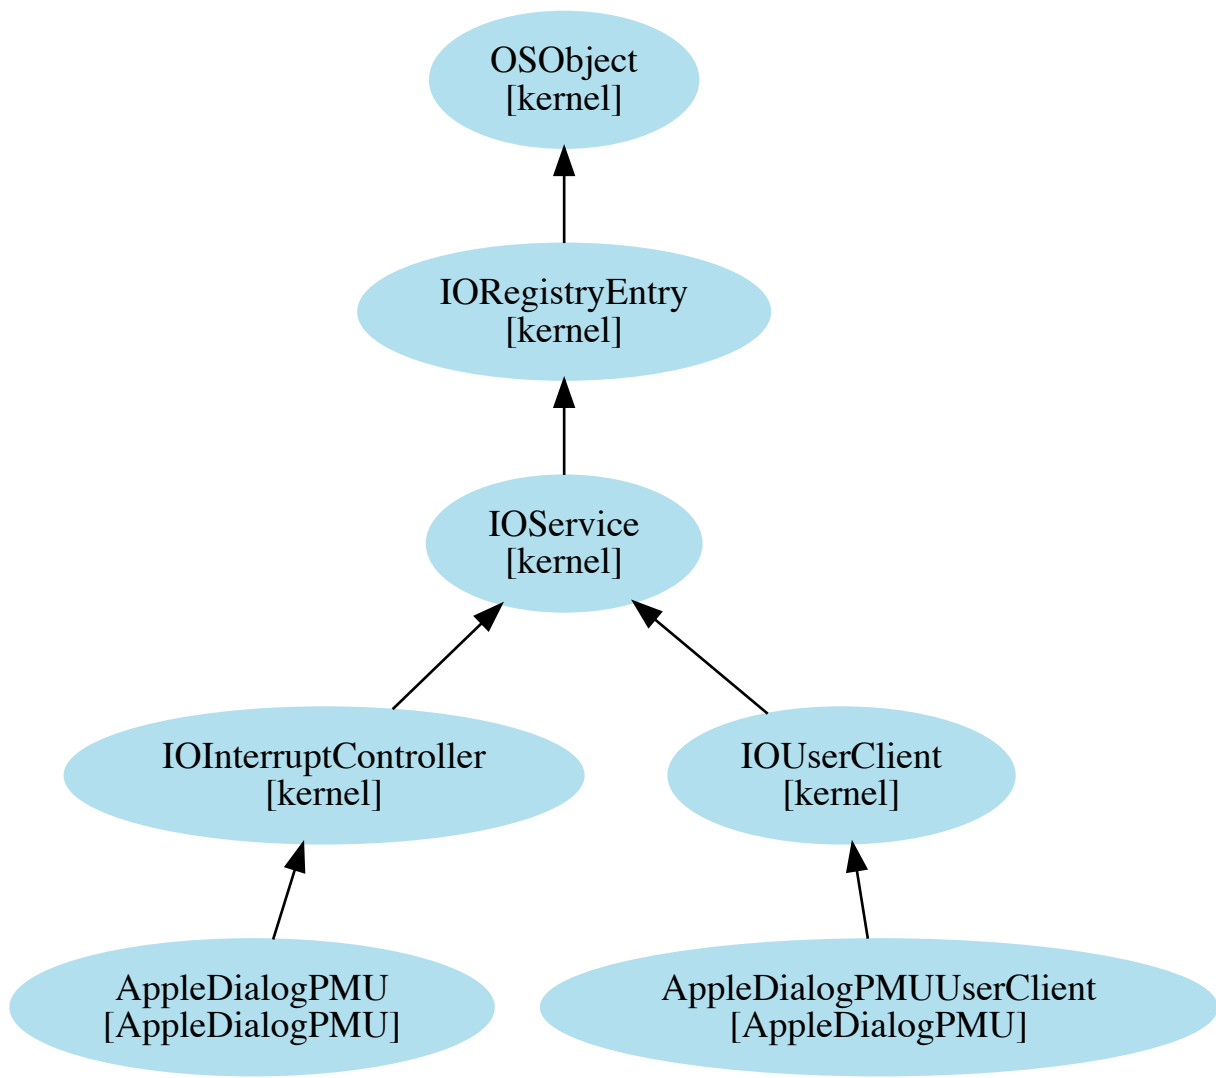 OSObject
[kernel]
IORegistryEntry
[kernel]
IOService
[kernel]
IOInterruptController
[kernel]
IOUserClient
[kernel]
AppleDialogPMU
[AppleDialogPMU]
AppleDialogPMUUserClient
[AppleDialogPMU]